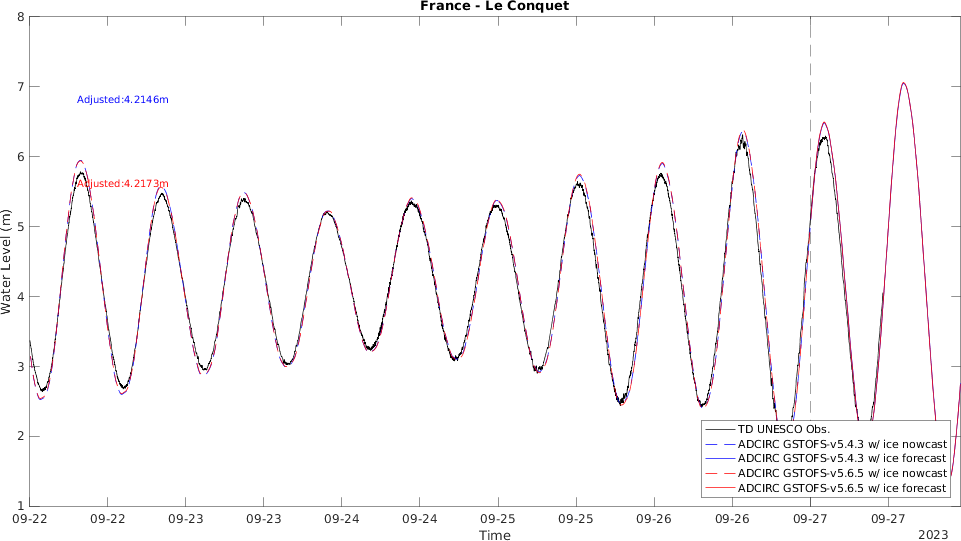 France - Le Conquet
8
7
6
5
4
3
2
1
Water Level (m)
Adjusted:4.2146m
Adjusted:4.2173m
TD UNESCO Obs.
ADCIRC GSTOFS-v5.4.3 w/ ice nowcast
ADCIRC GSTOFS-v5.4.3 w/ ice forecast
ADCIRC GSTOFS-v5.6.5 w/ ice nowcast
ADCIRC GSTOFS-v5.6.5 w/ ice forecast
09-22 09-22 09-23 09-23 09-24 09-24 09-25 09-25 09-26 09-26 09-27 09-27
Time
2023